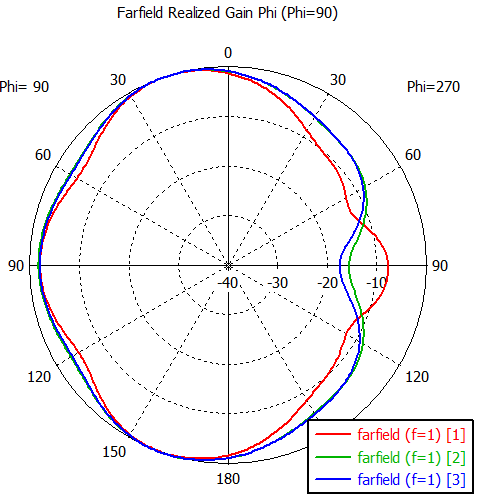 Farfield Realized Gain Phi (Phi=90)
0
Phi= 90
30
30
Phi=270
60
60
90
-40
-30
-20
-10
90
120
120
150
180
farfield (f=1) [1]
farfield (f=1) [2]
farfield (f=1) [3]